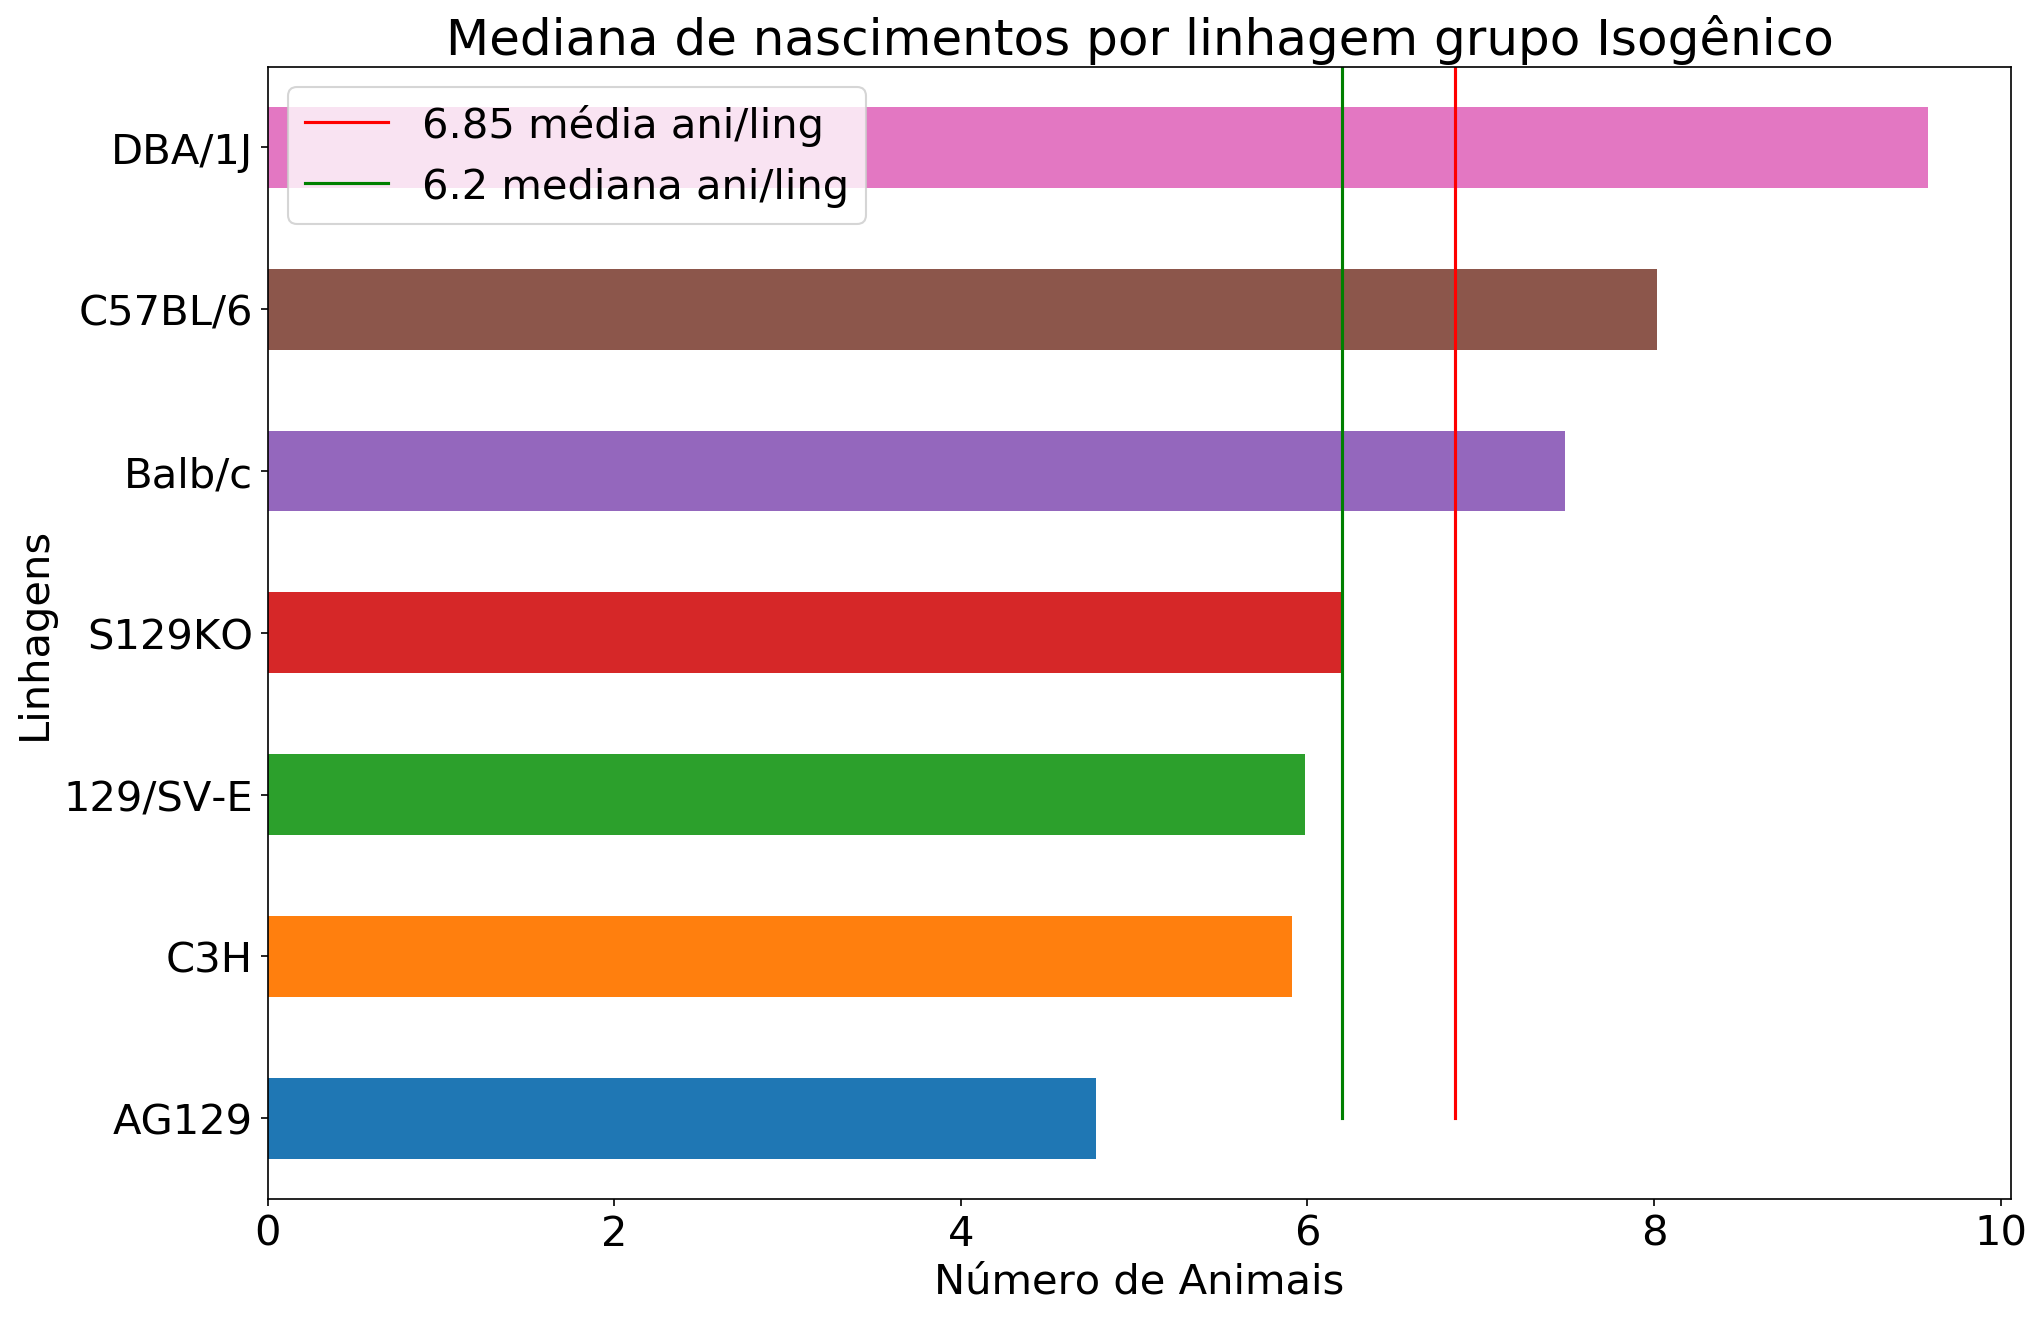 Mediana de nascimentos por linhagem grupo Isogênico
6.85 média ani/ling
6.2 mediana ani/ling
DBA/1J
C57BL/6
Balb/c
S129KO
129/SV-E
C3H
AG129
Linhagens
0 2 4 6 8 10
Número de Animais